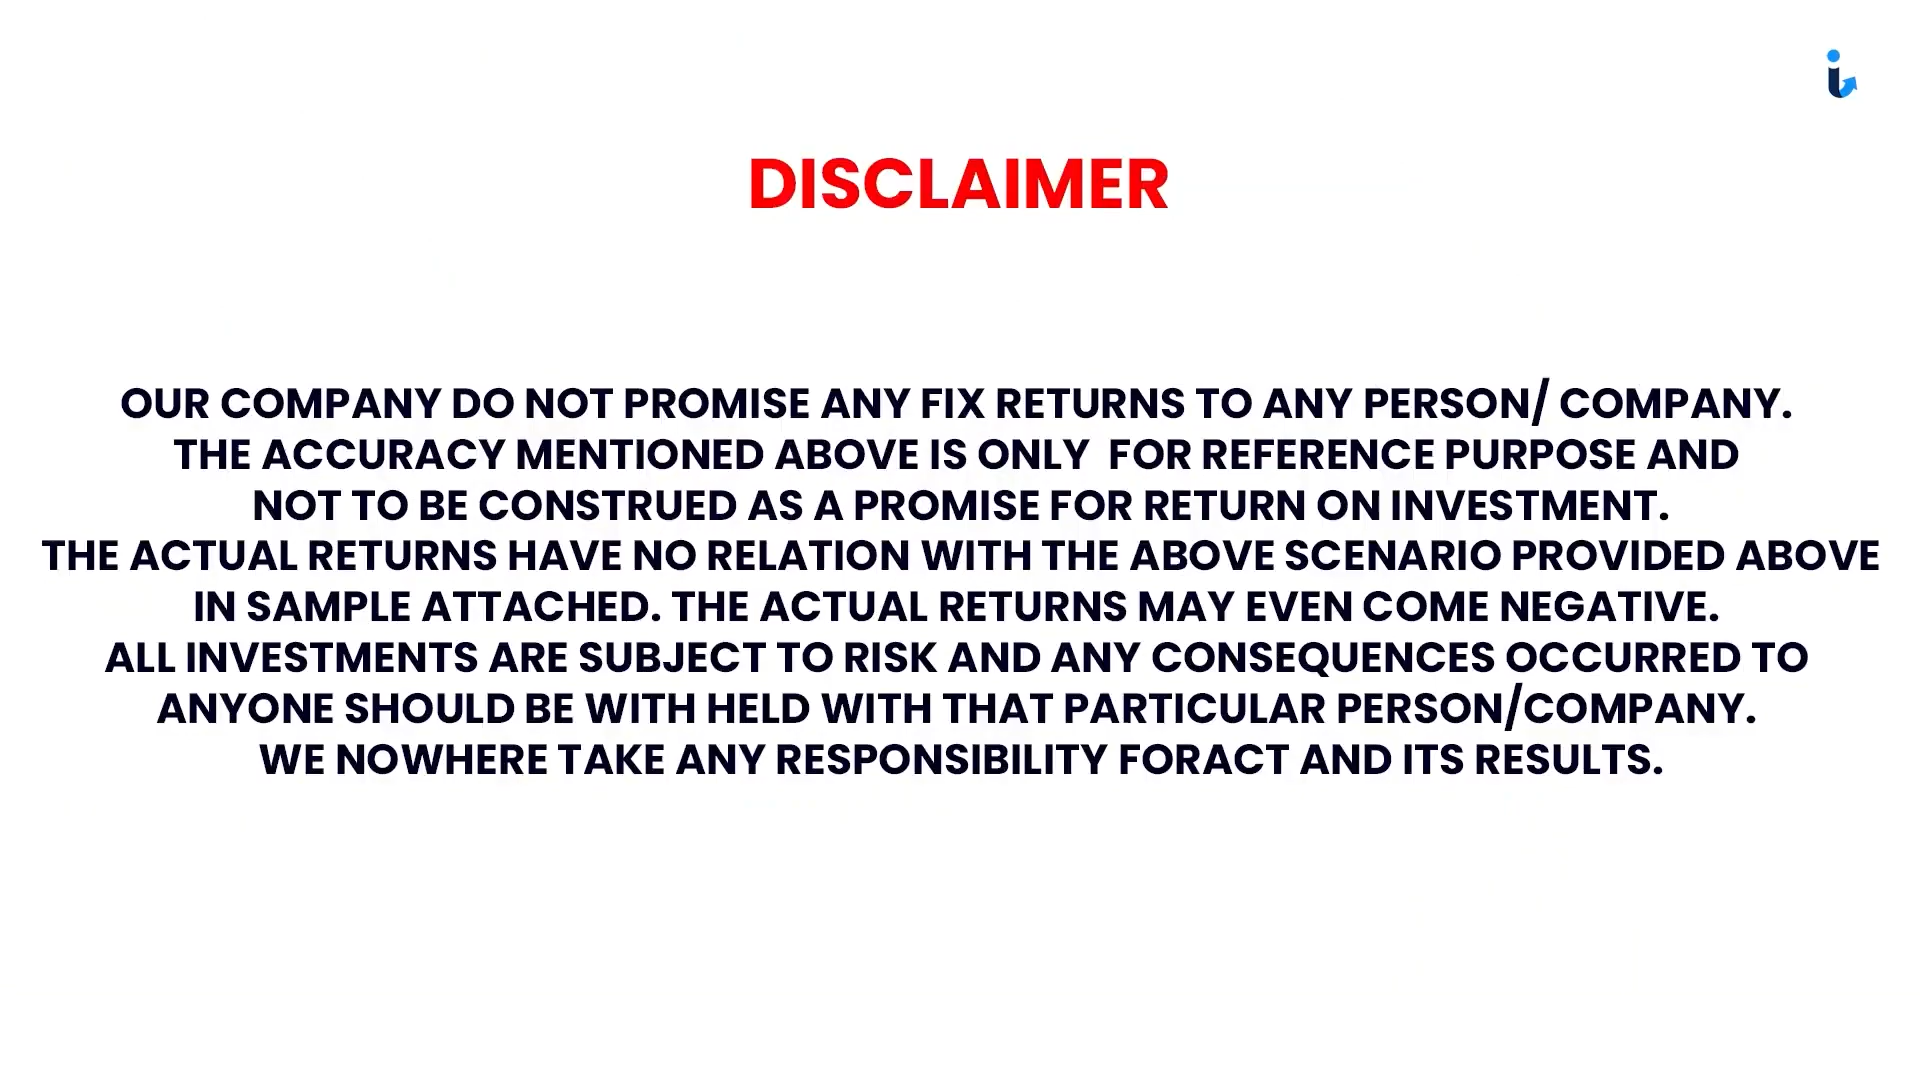 DISCLAIMER
OUR COMPANY DO NOT PROMISE ANY FIX RETURNS TO ANY PERSON/ COMPANY.
THE ACCURACY MENTIONED ABOVE IS ONLY  FOR REFERENCE PURPOSE AND
NOT TO BE CONSTRUED AS A PROMISE FOR RETURN ON INVESTMENT.
THE ACTUAL RETURNS HAVE NO RELATION WITH THE ABOVE SCENARIO PROVIDED ABOVE
IN SAMPLE ATTACHED. THE ACTUAL RETURNS MAY EVEN COME NEGATIVE.
ALL INVESTMENTS ARE SUBJECT TO RISK AND ANY CONSEQUENCES OCCURRED TO
ANYONE SHOULD BE WITH HELD WITH THAT PARTICULAR PERSON/COMPANY.
WE NOWHERE TAKE ANY RESPONSIBILITY FORACT AND ITS RESULTS.